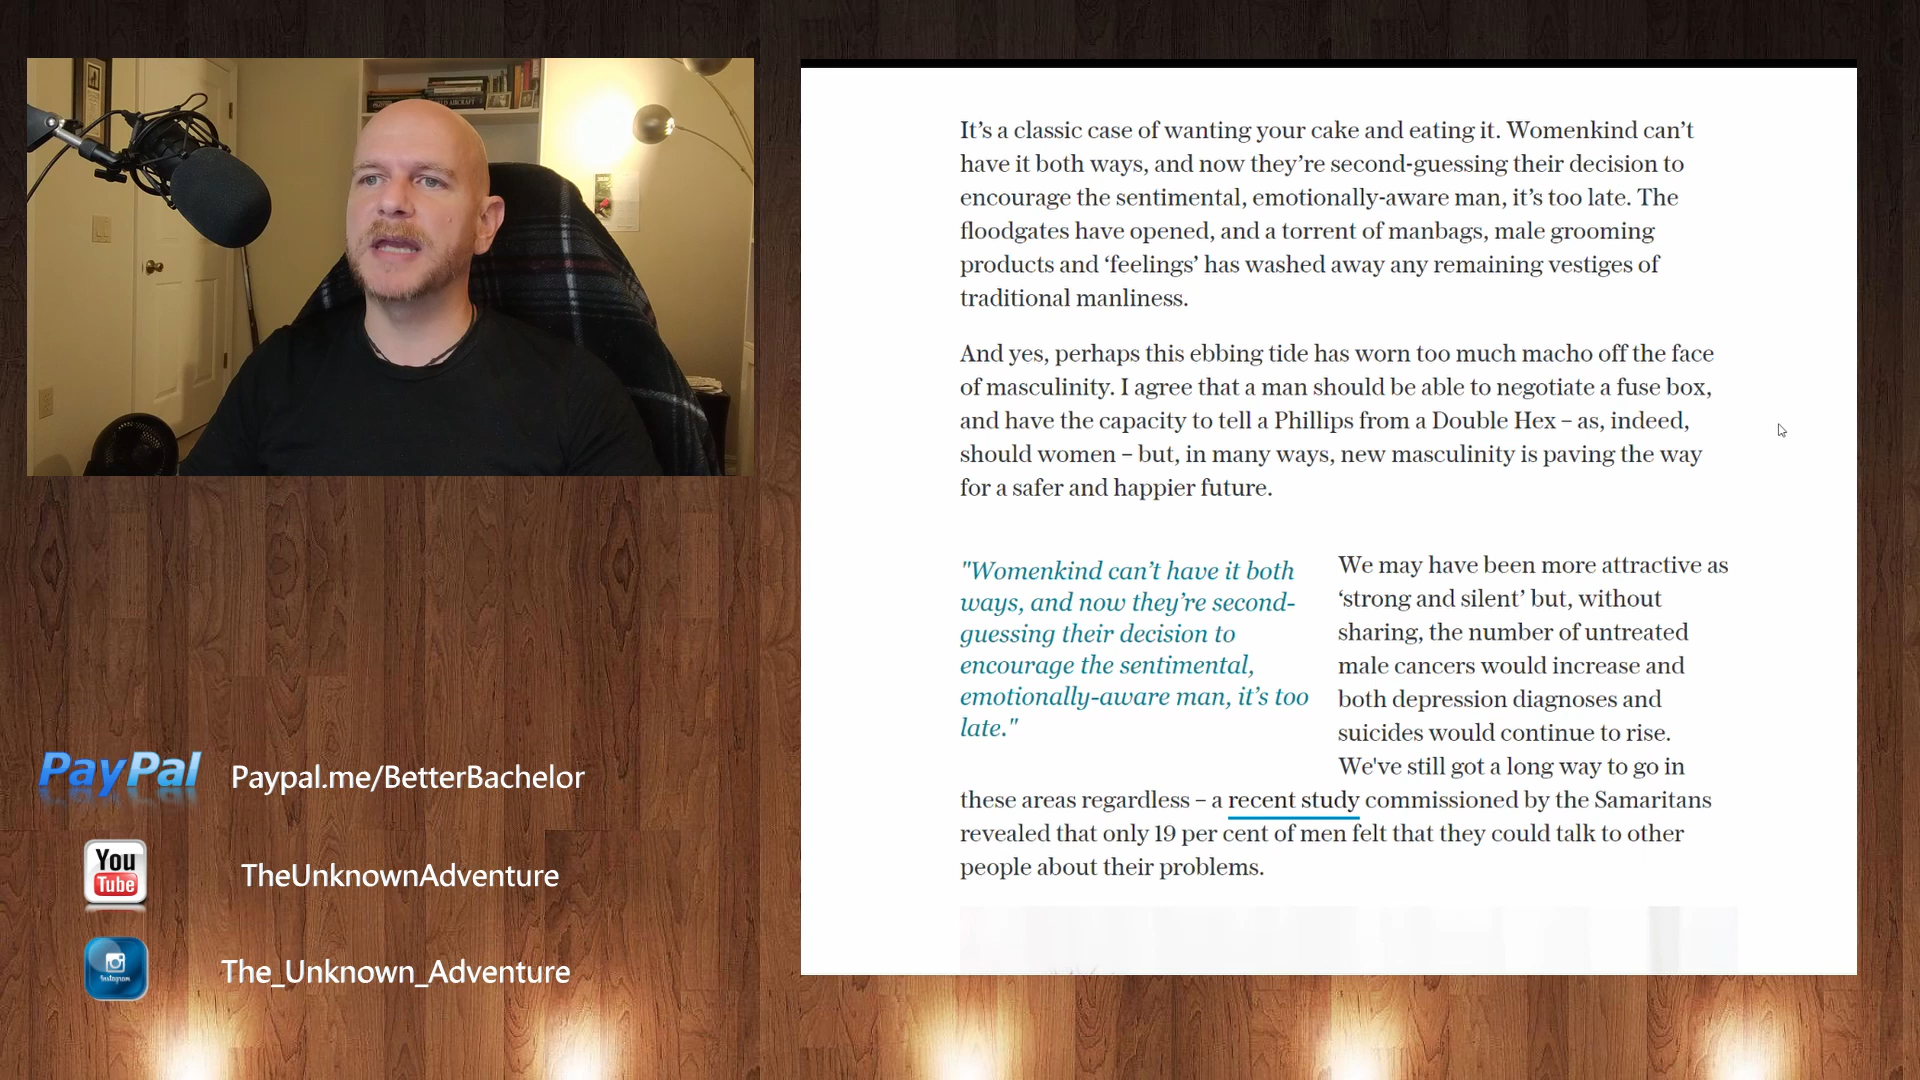 It's a classic case of wanting your cake and eating it. Womenkind can't
have it both ways, and now they're second-guessing their decision to
encourage the sentimental, emotionally-aware man, it's too late. The
floodgates have opened, and a torrent of manbags, male grooming
products and 'feelings' has washed away any remaining vestiges of
traditional manliness.
And yes, perhaps this ebbing tide has worn too much macho off the face
of masculinity. I agree that a man should be able to negotiate a fuse box,
and have the capacity to tell a Phillips from a Double Hex – as, indeed,
should women – but, in many ways, new masculinity is paving the way
for a safer and happier future.
"Womenkind can't have it both
ways, and now they're second-
guessing their decision to
encourage the sentimental,
emotionally-aware man, it's too
late."
We may have been more attractive as
'strong and silent' but, without
sharing, the number of untreated
male cancers would increase and
both depression diagnoses and
suicides would continue to rise.
We've still got a long way to go in
these areas regardless – a recent study commissioned by the Samaritans
revealed that only 19 per cent of men felt that they could talk to other
people about their problems.
PayPal
Paypal.me/BetterBachelor
You
Tube
TheUnknownAdventure
Instagram
The_Unknown_Adventure